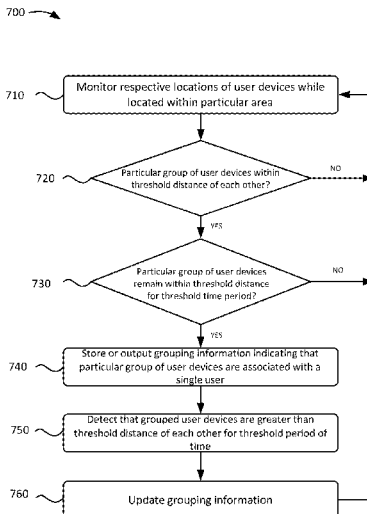 700
710
Monitor respective locations of user devices while
located within particular area
720
Particular group of user devices within
threshold distance of each other?
NO
YES
730
Particular group of user devices
remain within threshold distance
for threshold time period?
NO
YES
740
Store or output grouping information indicating that
particular group of user devices are associated with a
single user
750
Detect that grouped user devices are greater than
threshold distance of each other for threshold period of
time
760
Update grouping information